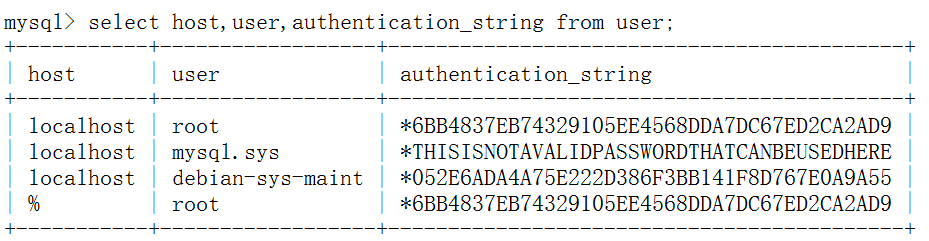 mysql> select host,user,authentication_string from user;
+-----------+------------------+-------------------------------------------+
| host      | user             | authentication_string                     |
+-----------+------------------+-------------------------------------------+
| localhost | root             | *6BB4837EB74329105EE4568DDA7DC67ED2CA2AD9 |
| localhost | mysql.sys        | *THISISNOTAVALIDPASSWORDTHATCANBEUSEDHERE |
| localhost | debian-sys-maint | *052E6ADA4A75E222D386F3BB141F8D767E0A9A55 |
| %         | root             | *6BB4837EB74329105EE4568DDA7DC67ED2CA2AD9 |
+-----------+------------------+-------------------------------------------+